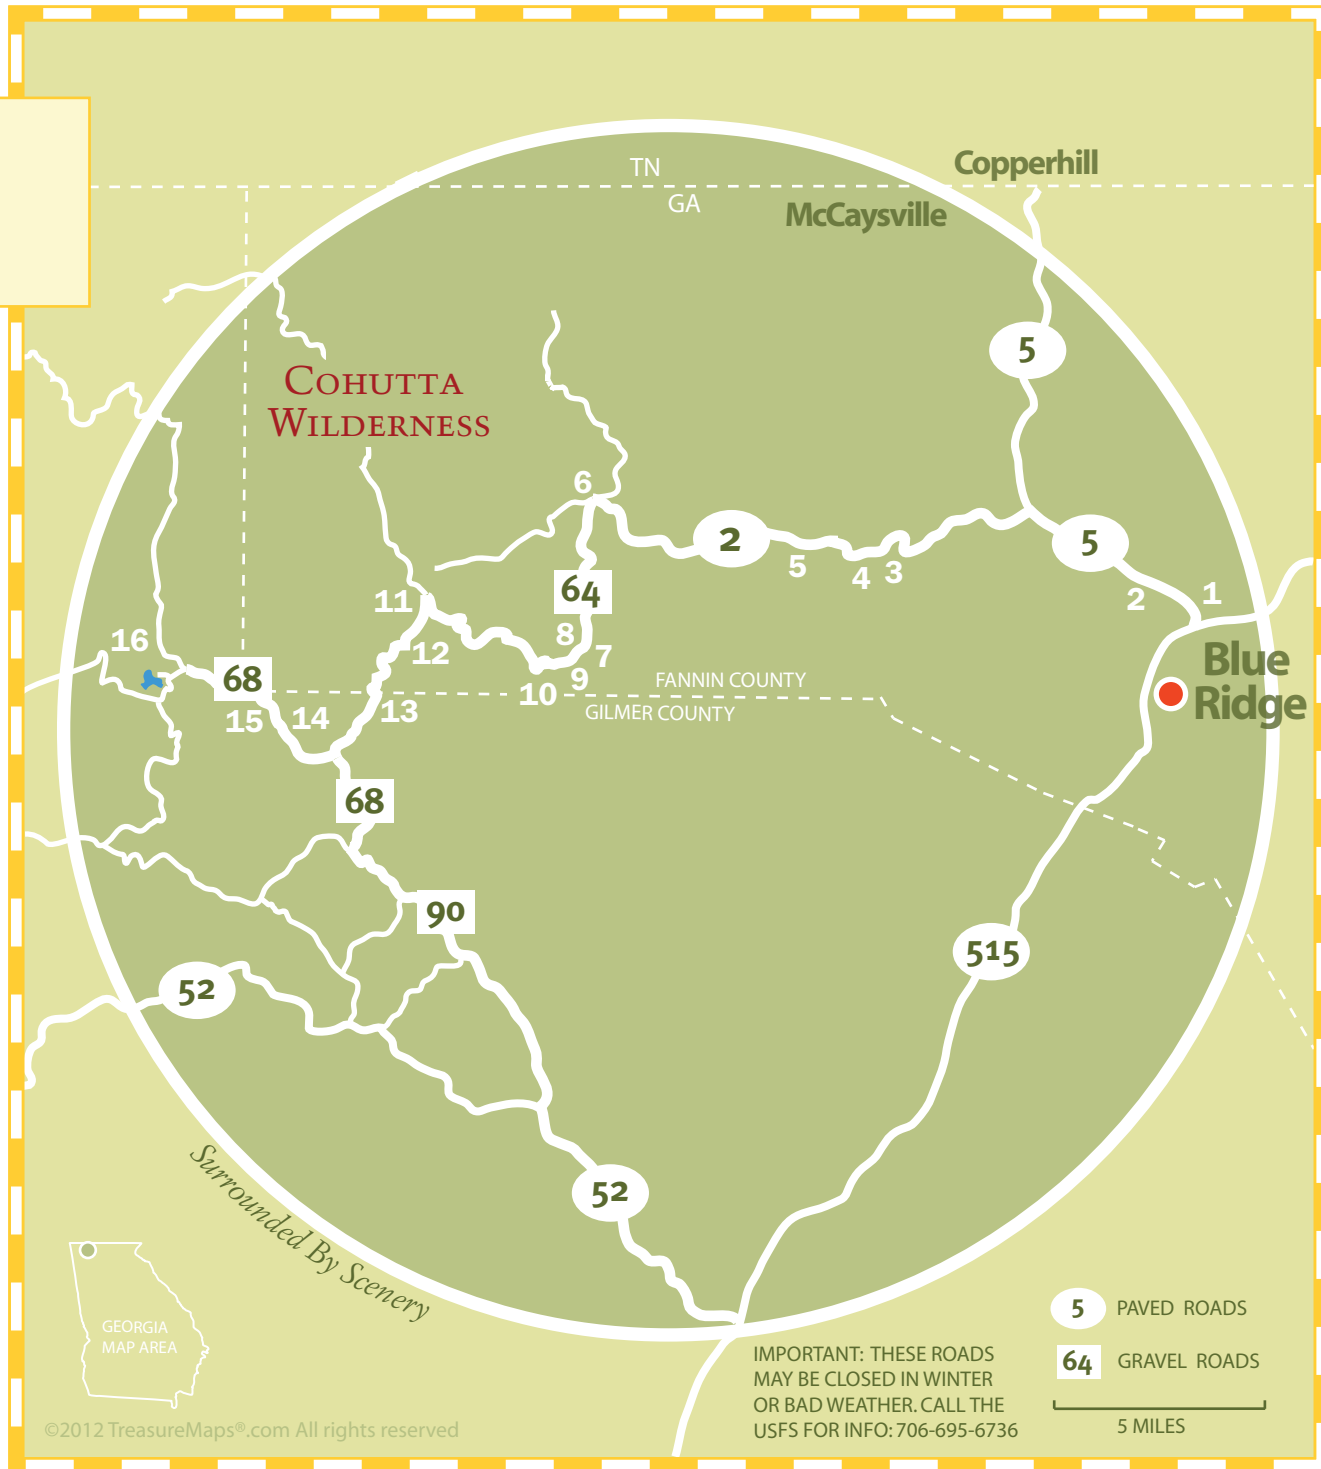 TN
Copperhill
GA
McCaysville
5
COHUTTA
WILDERNESS
6
2
5
5
4
3
64
11
2
1
8
16
12
7
Blue
68
9
FANNIN COUNTY
10
Ridge
15
14
13
GILMER COUNTY
68
90
515
52
52
Surrounded By Scenery
5 PAVED ROADS
GEORGIA
MAP AREA
64 GRAVEL ROADS
IMPORTANT: THESE ROADS
MAY BE CLOSED IN WINTER
OR BAD WEATHER. CALL THE
USFS FOR INFO: 706-695-6736
5 MILES
©2012 TreasureMaps®.com All rights reserved